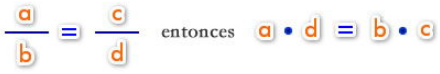 a/b = c/d entonces a • d = b • c